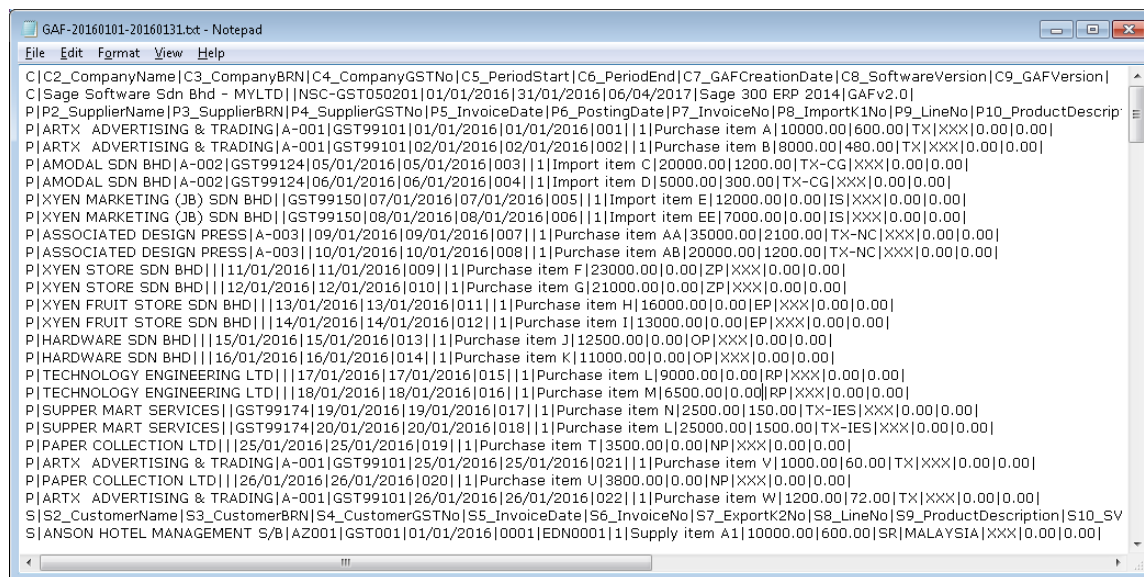 GAF-20160101-20160131.txt - Notepad
File Edit Format View Help
C|C2_CompanyName|C3_CompanyBRN|C4_CompanyGSTNo|C5_PeriodStart|C6_PeriodEnd|C7_GAFCreationDate|C8_SoftwareVersion|C9_GAFVersion|
C|Sage Software Sdn Bhd - MYLTD||NSC-GST050201|01/01/2016|31/01/2016|06/04/2017|Sage 300 ERP 2014|GAFv2.0|
P|P2_SupplierName|P3_SupplierBRN|P4_SupplierGSTNo|P5_InvoiceDate|P6_PostingDate|P7_InvoiceNo|P8_ImportK1No|P9_LineNo|P10_ProductDescript
P|ARTX  ADVERTISING & TRADING|A-001|GST99101|01/01/2016|01/01/2016|001||1|Purchase item A|10000.00|600.00|TX|XXX|0.00|0.00|
P|ARTX  ADVERTISING & TRADING|A-001|GST99101|02/01/2016|02/01/2016|002||1|Purchase item B|8000.00|480.00|TX|XXX|0.00|0.00|
P|AMODAL SDN BHD|A-002|GST99124|05/01/2016|05/01/2016|003||1|Import item C|20000.00|1200.00|TX-CG|XXX|0.00|0.00|
P|AMODAL SDN BHD|A-002|GST99124|06/01/2016|06/01/2016|004||1|Import item D|5000.00|300.00|TX-CG|XXX|0.00|0.00|
P|XYEN MARKETING (JB) SDN BHD||GST99150|07/01/2016|07/01/2016|005||1|Import item E|12000.00|0.00|IS|XXX|0.00|0.00|
P|XYEN MARKETING (JB) SDN BHD||GST99150|08/01/2016|08/01/2016|006||1|Import item EE|7000.00|0.00|IS|XXX|0.00|0.00|
P|ASSOCIATED DESIGN PRESS|A-003||09/01/2016|09/01/2016|007||1|Purchase item AA|35000.00|2100.00|TX-NC|XXX|0.00|0.00|
P|ASSOCIATED DESIGN PRESS|A-003||10/01/2016|10/01/2016|008||1|Purchase item AB|20000.00|1200.00|TX-NC|XXX|0.00|0.00|
P|XYEN STORE SDN BHD|||11/01/2016|11/01/2016|009||1|Purchase item F|23000.00|0.00|ZP|XXX|0.00|0.00|
P|XYEN STORE SDN BHD|||12/01/2016|12/01/2016|010||1|Purchase item G|21000.00|0.00|ZP|XXX|0.00|0.00|
P|XYEN FRUIT STORE SDN BHD|||13/01/2016|13/01/2016|011||1|Purchase item H|16000.00|0.00|EP|XXX|0.00|0.00|
P|XYEN FRUIT STORE SDN BHD|||14/01/2016|14/01/2016|012||1|Purchase item I|13000.00|0.00|EP|XXX|0.00|0.00|
P|HARDWARE SDN BHD|||15/01/2016|15/01/2016|013||1|Purchase item J|12500.00|0.00|OP|XXX|0.00|0.00|
P|HARDWARE SDN BHD|||16/01/2016|16/01/2016|014||1|Purchase item K|11000.00|0.00|OP|XXX|0.00|0.00|
P|TECHNOLOGY ENGINEERING LTD|||17/01/2016|17/01/2016|015||1|Purchase item L|9000.00|0.00|RP|XXX|0.00|0.00|
P|TECHNOLOGY ENGINEERING LTD|||18/01/2016|18/01/2016|016||1|Purchase item M|6500.00|0.00|RP|XXX|0.00|0.00|
P|SUPPER MART SERVICES||GST99174|19/01/2016|19/01/2016|017||1|Purchase item N|2500.00|150.00|TX-IES|XXX|0.00|0.00|
P|SUPPER MART SERVICES||GST99174|20/01/2016|20/01/2016|018||1|Purchase item L|25000.00|1500.00|TX-IES|XXX|0.00|0.00|
P|PAPER COLLECTION LTD|||25/01/2016|25/01/2016|019||1|Purchase item T|3500.00|0.00|NP|XXX|0.00|0.00|
P|ARTX  ADVERTISING & TRADING|A-001|GST99101|25/01/2016|25/01/2016|021||1|Purchase item V|1000.00|60.00|TX|XXX|0.00|0.00|
P|PAPER COLLECTION LTD|||26/01/2016|26/01/2016|020||1|Purchase item U|3800.00|0.00|NP|XXX|0.00|0.00|
P|ARTX  ADVERTISING & TRADING|A-001|GST99101|26/01/2016|26/01/2016|022||1|Purchase item W|1200.00|72.00|TX|XXX|0.00|0.00|
S|S2_CustomerName|S3_CustomerBRN|S4_CustomerGSTNo|S5_InvoiceDate|S6_InvoiceNo|S7_ExportK2No|S8_LineNo|S9_ProductDescription|S10_SV
S|ANSON HOTEL MANAGEMENT S/B|AZ001|GST001|01/01/2016|0001|EDN0001|1|Supply item A1|10000.00|600.00|SR|MALAYSIA|XXX|0.00|0.00|